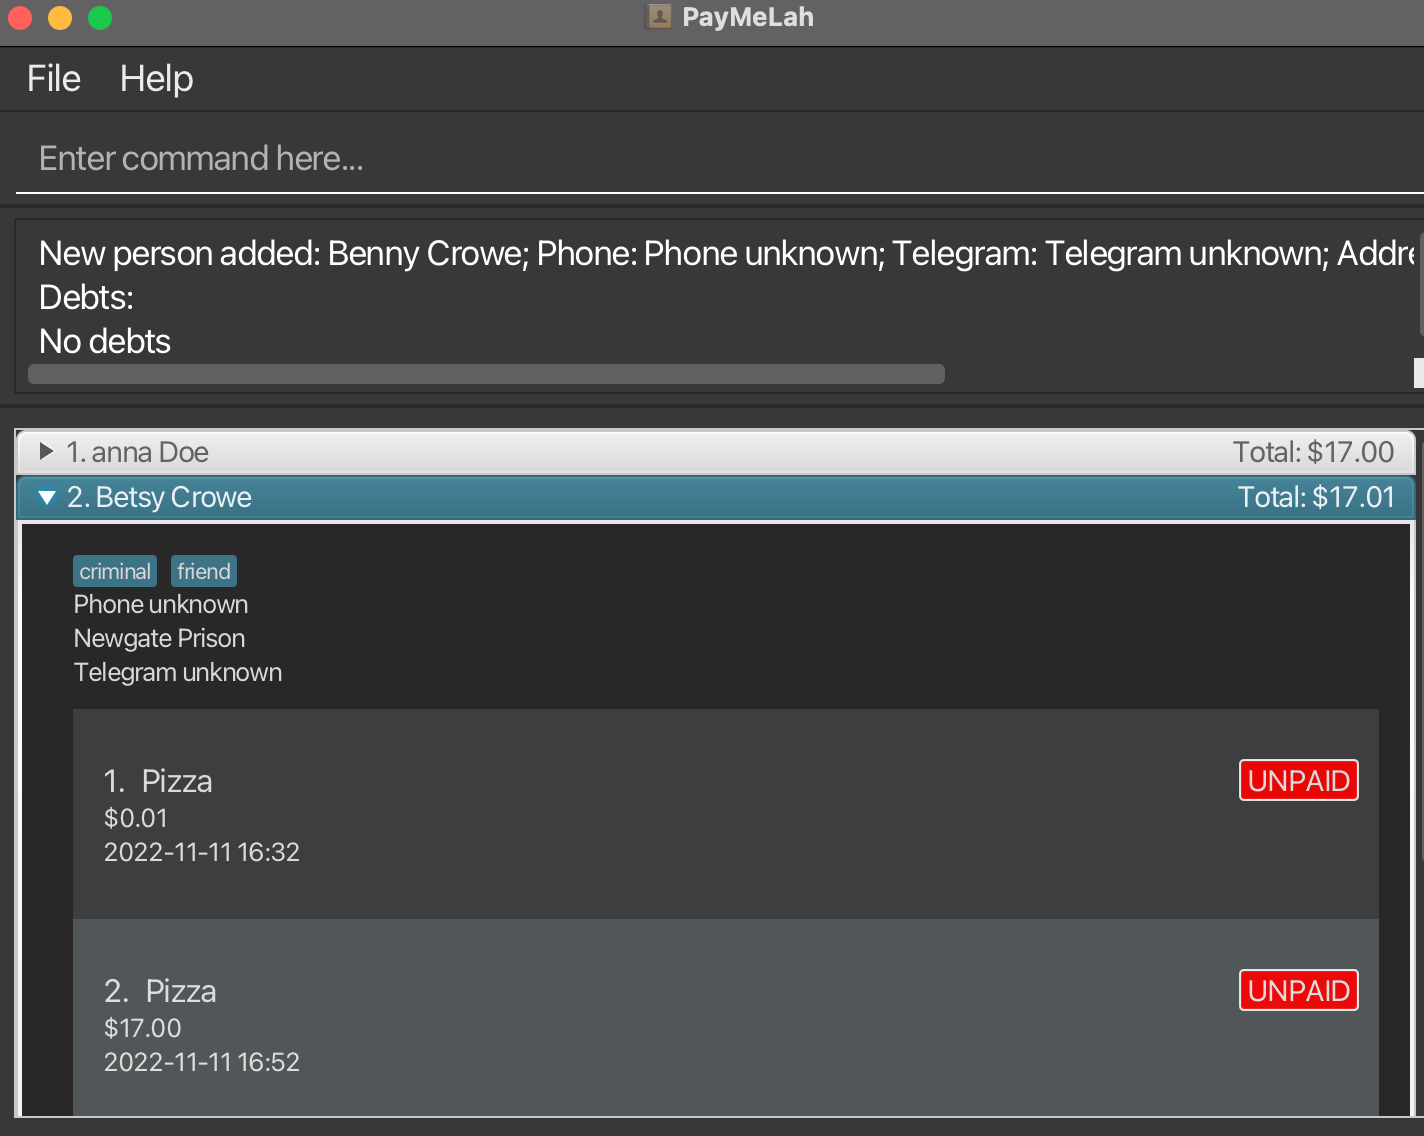 PayMeLah
File Help
Enter command here...
New person added: Benny Crowe; Phone: Phone unknown; Telegram: Telegram unknown; Addre
Debts:
No debts
1. anna Doe Total: $17.00
2. Betsy Crowe Total: $17.01
criminal friend
Phone unknown
Newgate Prison
Telegram unknown
1. Pizza UNPAID
$0.01
2022-11-11 16:32
2. Pizza UNPAID
$17.00
2022-11-11 16:52